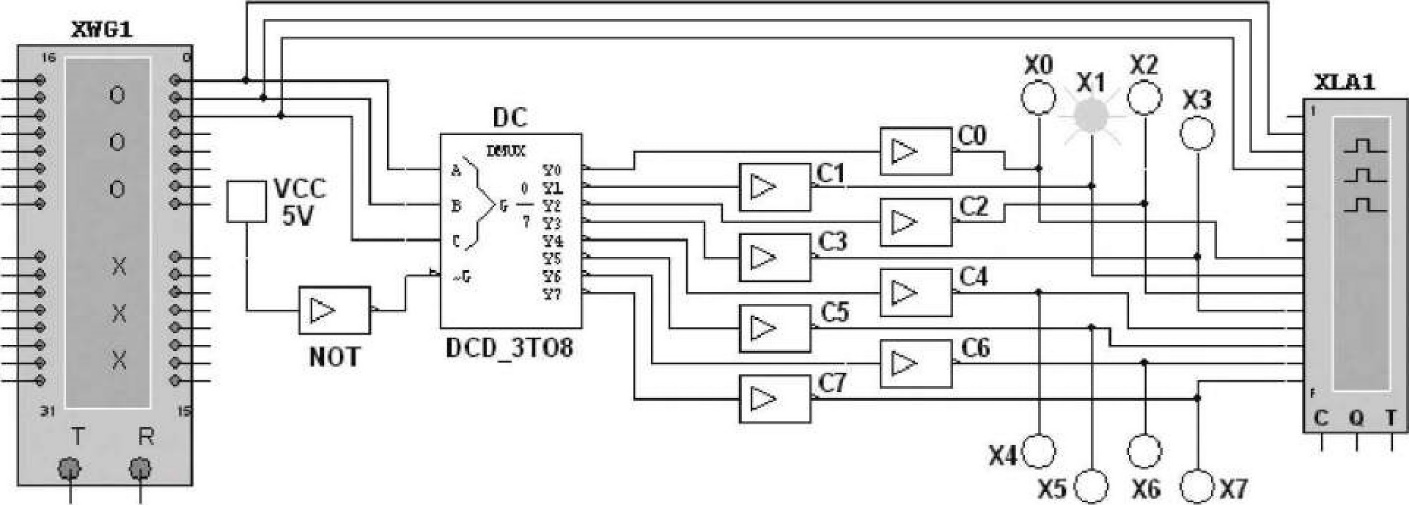 XWG1
16
0
O
O
O
X
X
X
31
15
T
R
VCC
5V
NOT
DC
DMUX
A
B
C
~G
G
0
7
Y0
Y1
Y2
Y3
Y4
Y5
Y6
Y7
DCD_3TO8
C0
C1
C2
C3
C4
C5
C6
C7
X0
X1
X2
X3
X4
X5
X6
X7
XLA1
1
F
C
Q
T